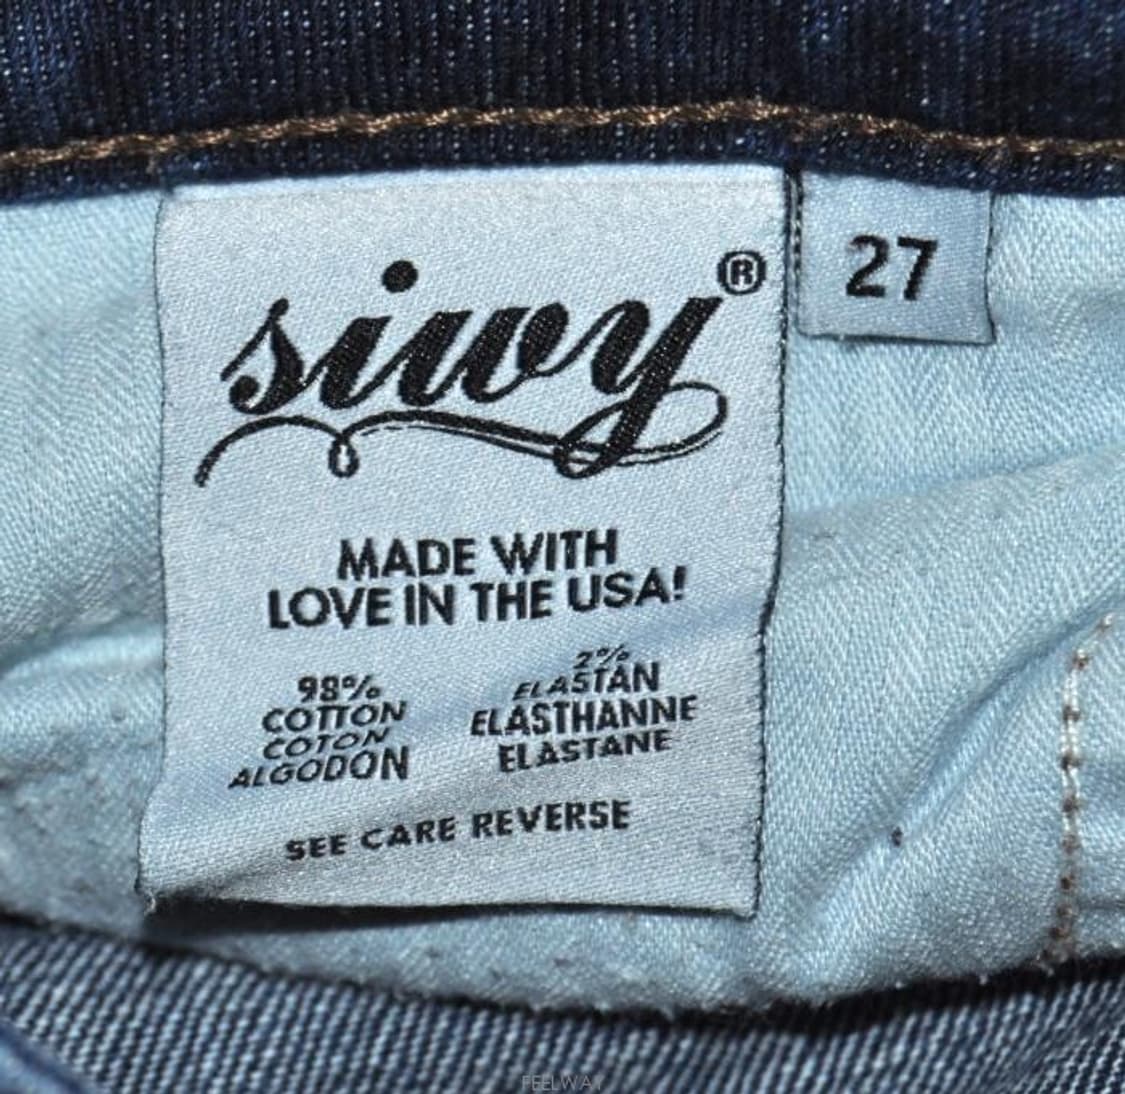 siwy®
27
MADE WITH
LOVE IN THE USA!
98%
COTTON
COTON
ALGODON
2%
ELASTAN
ELASTHANNE
ELASTANE
SEE CARE REVERSE
FEELWAY